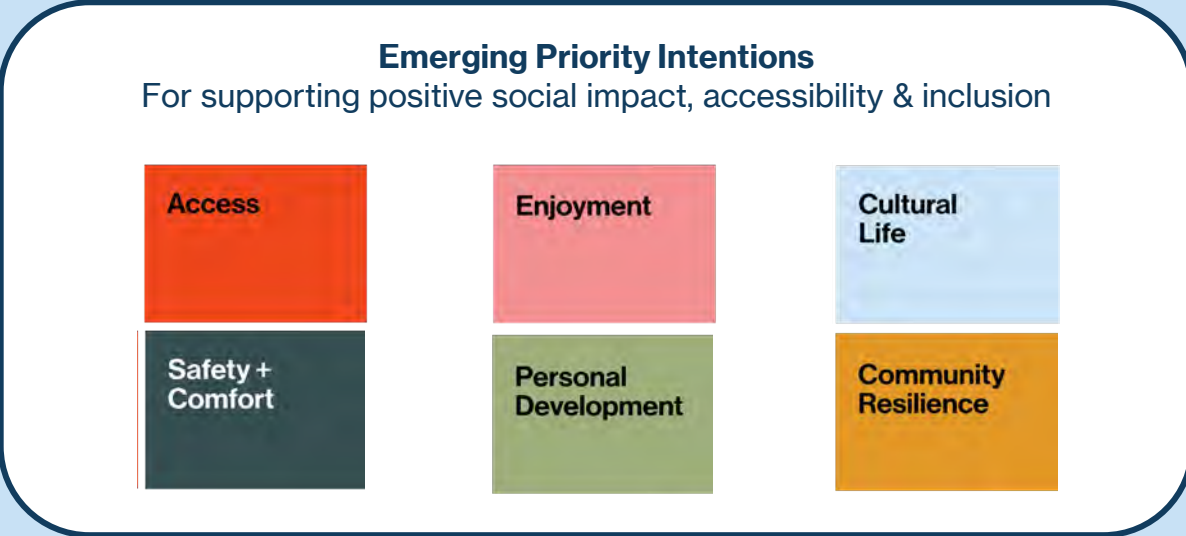 Emerging Priority Intentions
For supporting positive social impact, accessibility & inclusion
Access
Enjoyment
Cultural
Life
Safety +
Comfort
Personal
Development
Community
Resilience